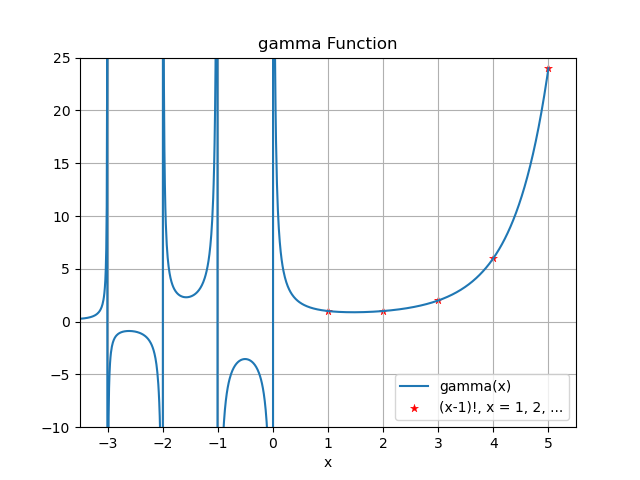 gamma Function
25
20
15
10
5
0
−5
−10
gamma(x)
(x-1)!, x = 1, 2, ...
−3 −2 −1 0 1 2 3 4 5
x